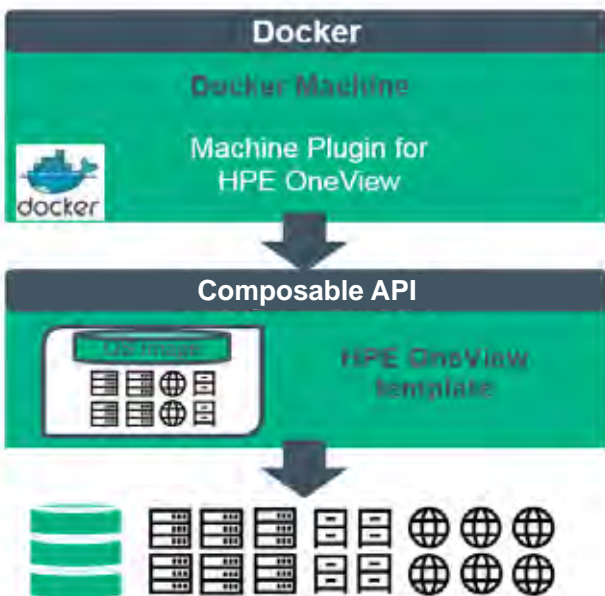 Docker
Docker Machine
Machine Plugin for
HPE OneView
docker
Composable API
OS Image
HPE OneView
template